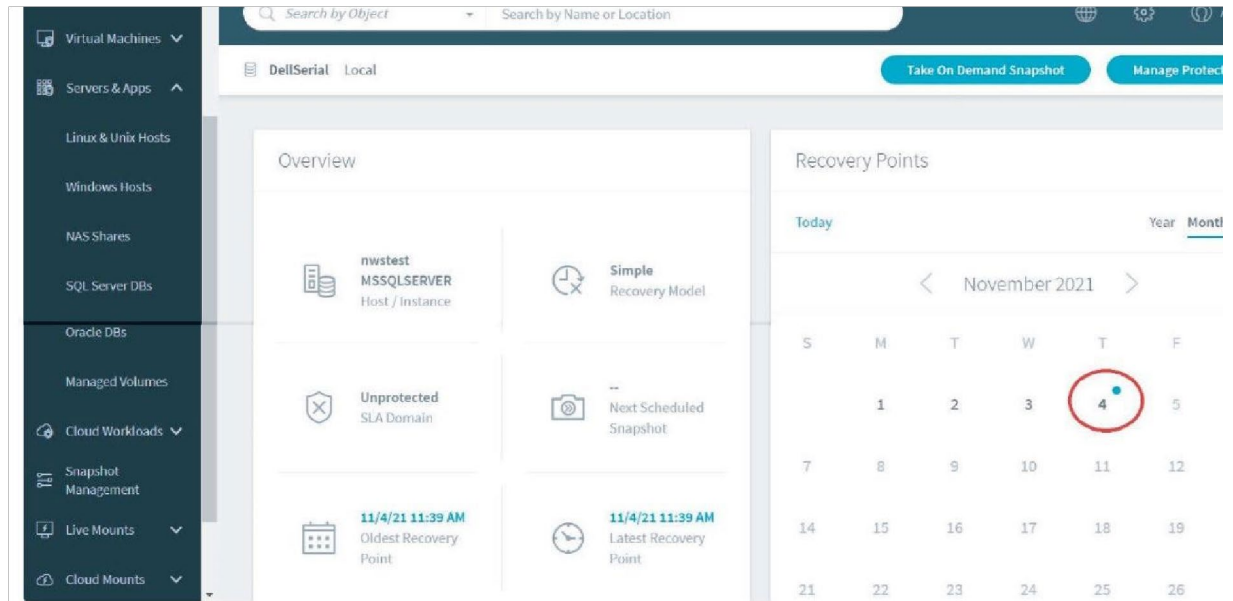 Search by Object
Search by Name or Location
Virtual Machines
Servers & Apps
Linux & Unix Hosts
Windows Hosts
NAS Shares
SQL Server DBs
Oracle DBs
Managed Volumes
Cloud Workloads
Snapshot
Management
Live Mounts
Cloud Mounts
DellSerial Local
Take On Demand Snapshot
Overview
nwstest
MSSQLSERVER
Host / Instance
Simple
Recovery Model
Unprotected
SLA Domain
--
Next Scheduled
Snapshot
11/4/21 11:39 AM
Oldest Recovery
Point
11/4/21 11:39 AM
Latest Recovery
Point
Manage
Recovery Points
Today
Year Month
November 2021
S M T W T F
1 2 3 4 5
7 8 9 10 11 12
14 15 16 17 18 19
21 22 23 24 25 26